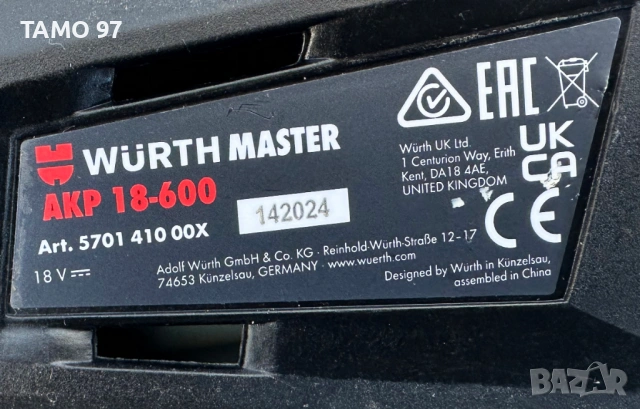 TAMO 97
WÜRTH MASTER
AKP 18-600
142024
Art. 5701 410 00X
18 V
Adolf Würth GmbH & Co. KG · Reinhold-Würth-Straße 12-17
74653 Künzelsau, GERMANY · www.wuerth.com
EAC
Würth UK Ltd.
1 Centurion Way, Erith
Kent, DA18 4AE,
UNITED KINGDOM
UK
CA
CE
Designed by Würth in Künzelsau,
assembled in China
BAZAR.bg